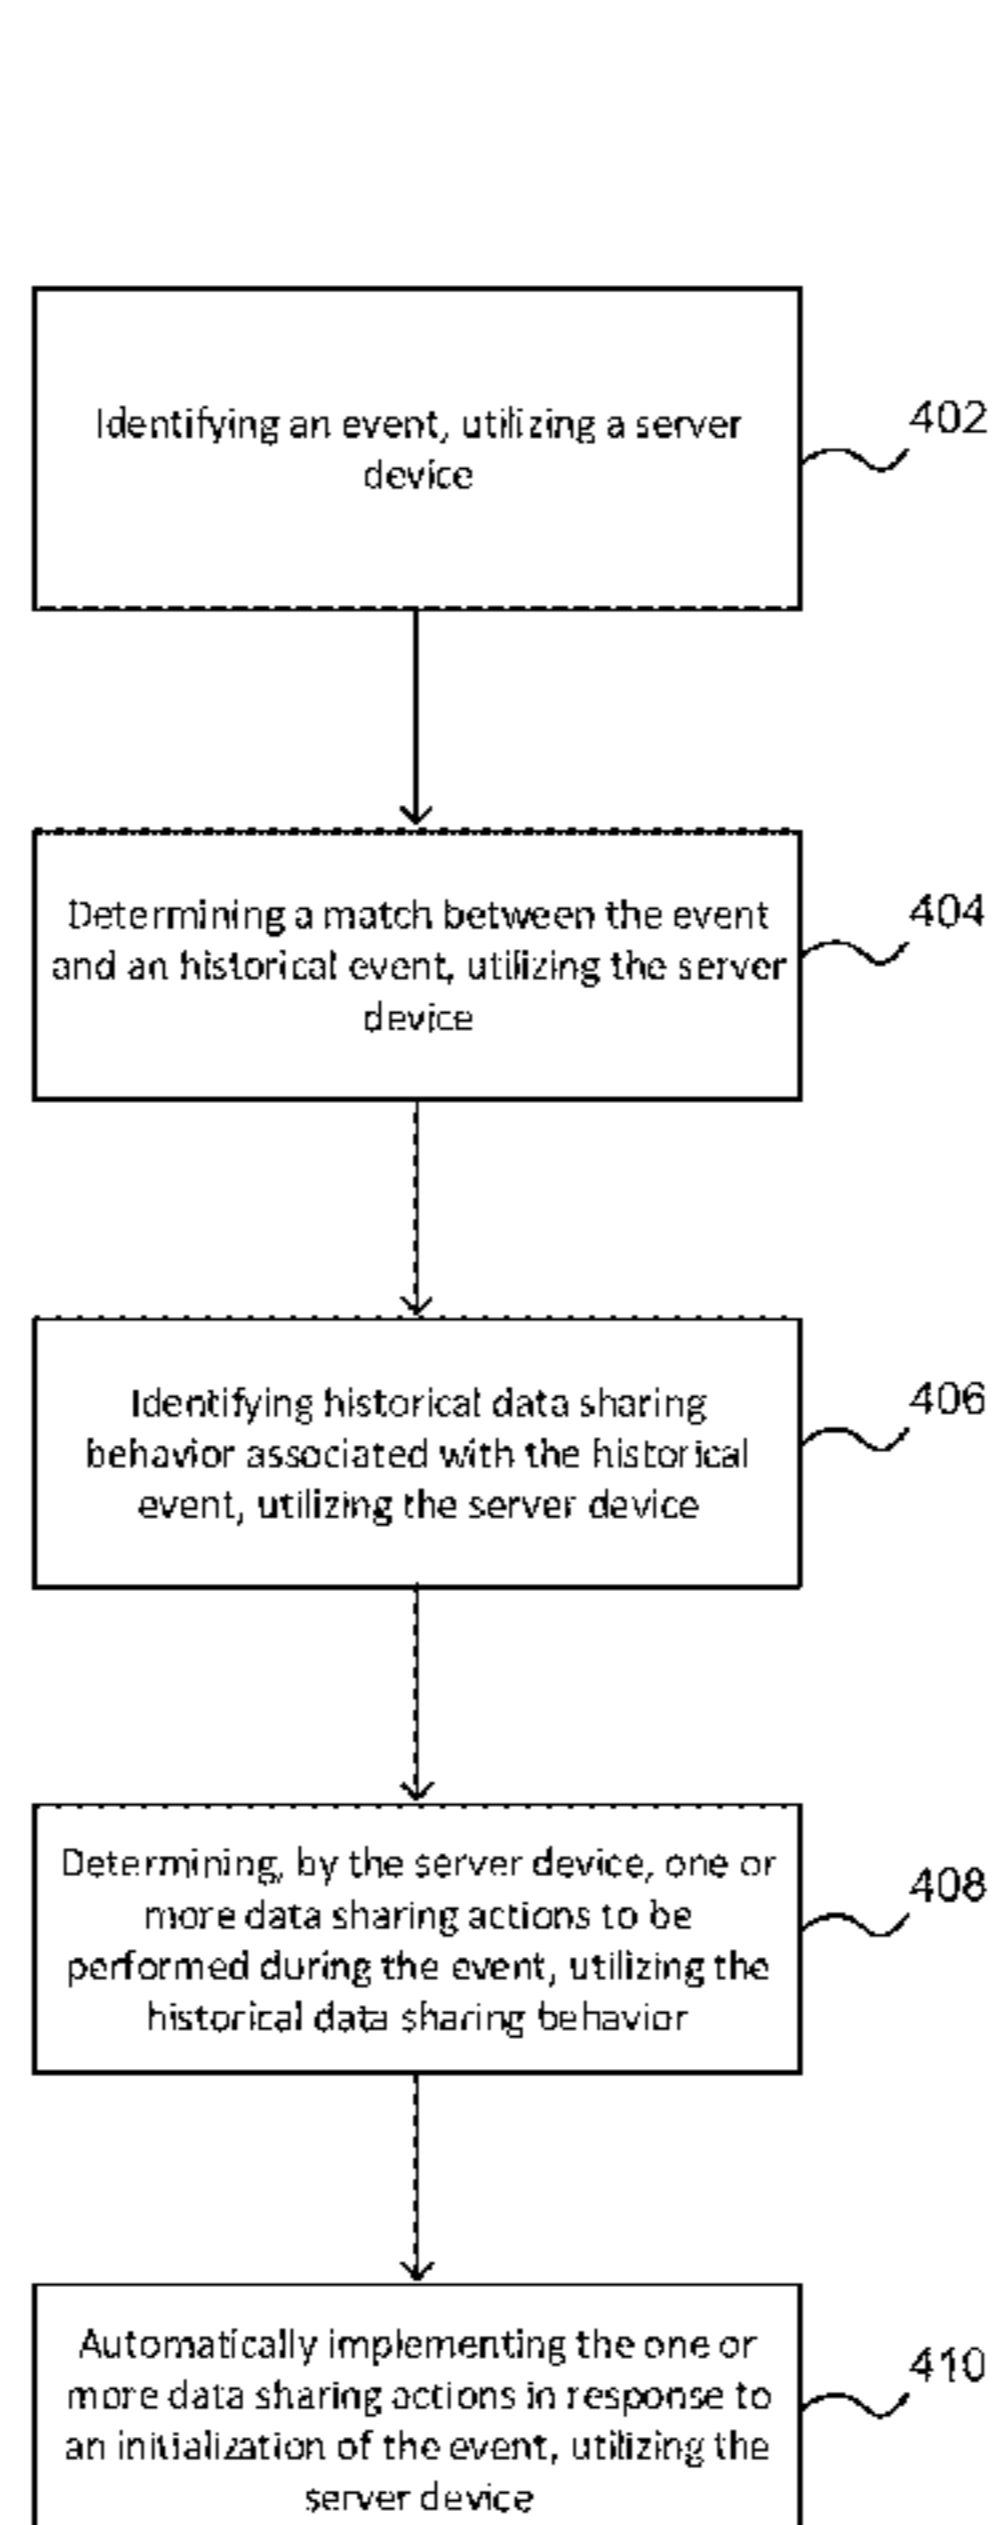 Identifying an event, utilizing a server
device
402
Determining a match between the event
and an historical event, utilizing the server
device
404
Identifying historical data sharing
behavior associated with the historical
event, utilizing the server device
406
Determining, by the server device, one or
more data sharing actions to be
performed during the event, utilizing the
historical data sharing behavior
408
Automatically implementing the one or
more data sharing actions in response to
an initialization of the event, utilizing the
server device
410